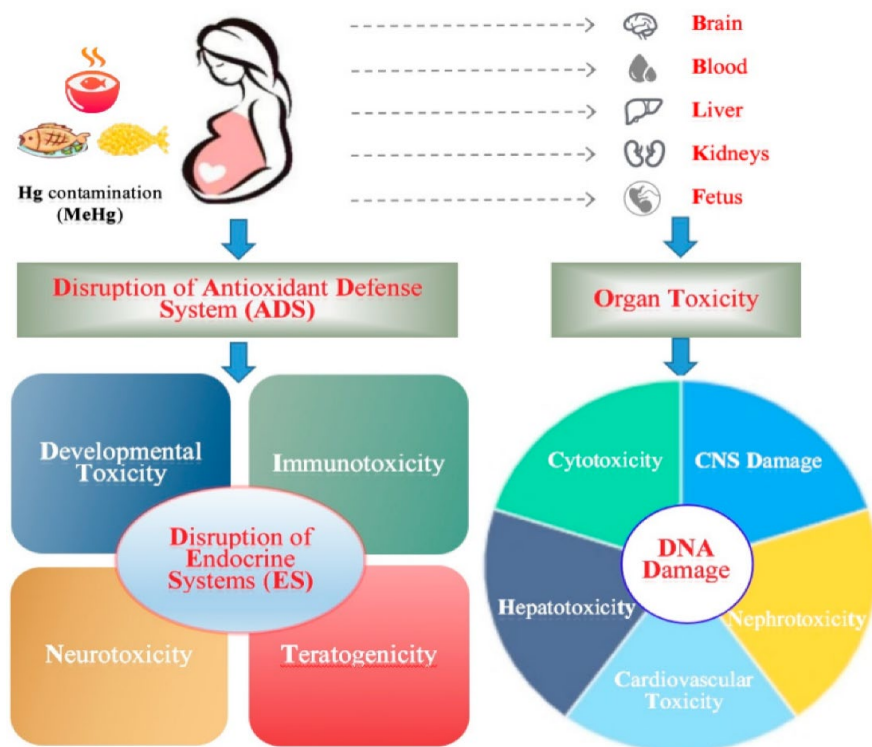 Brain
Blood
Liver
Kidneys
Fetus
Hg contamination
(MeHg)
Disruption of Antioxidant Defense
System (ADS)
Organ Toxicity
Developmental
Toxicity
Immunotoxicity
Disruption of
Endocrine
Systems (ES)
Neurotoxicity
Teratogenicity
Cytotoxicity
CNS Damage
DNA
Damage
Hepatotoxicity
Nephrotoxicity
Cardiovascular
Toxicity